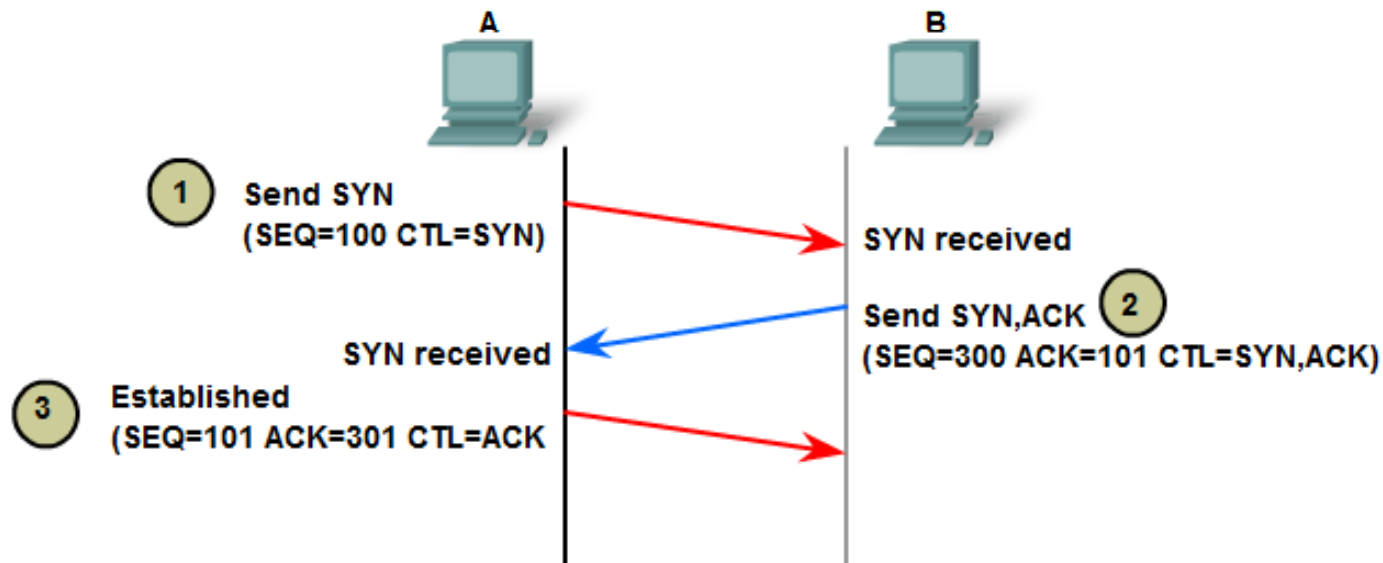 A
B
1
Send SYN
(SEQ=100 CTL=SYN)
SYN received
2
Send SYN,ACK
(SEQ=300 ACK=101 CTL=SYN,ACK)
SYN received
3
Established
(SEQ=101 ACK=301 CTL=ACK